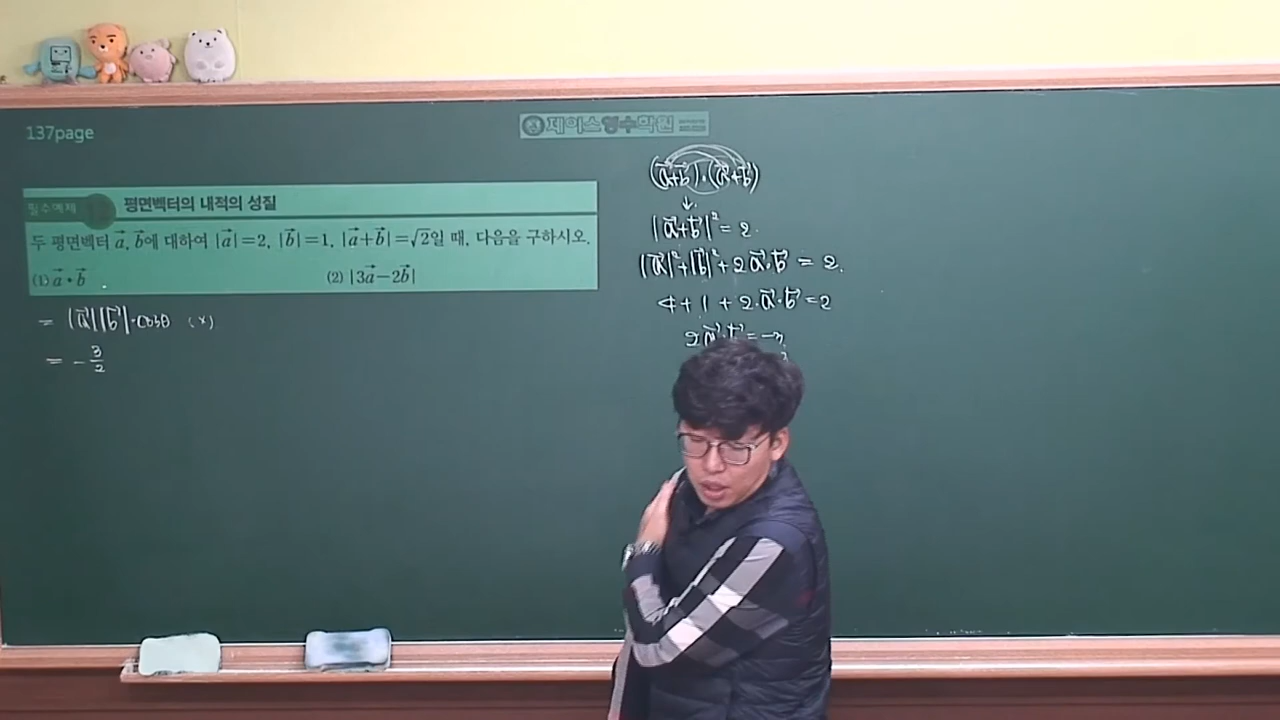 137page
제이스영수학원
필수예제 평면벡터의 내적의 성질
두 평면벡터 a⃗, b⃗에 대하여 |a⃗|=2, |b⃗|=1, |a⃗+b⃗|=√2일 때, 다음을 구하시오.
(1) a⃗·b⃗ (2) |3a⃗-2b⃗|
= |a⃗||b⃗|·cosθ (×)
= -3/2
(a⃗+b⃗)·(a⃗+b⃗)
↓
|a⃗+b⃗|²=2.
|a⃗|²+|b⃗|²+2a⃗·b⃗ = 2.
4+1+2·a⃗·b⃗=2
2a⃗·b⃗=-3